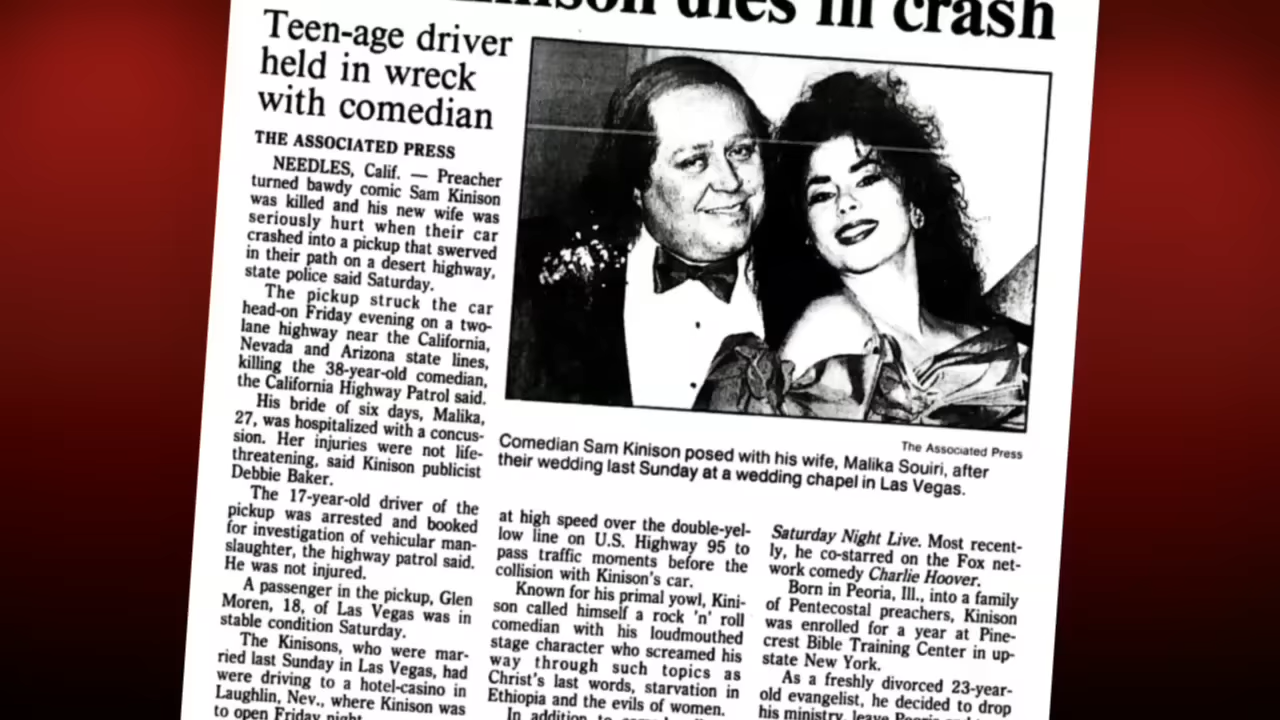 dies in crash
Teen-age driver
held in wreck
with comedian
THE ASSOCIATED PRESS
NEEDLES, Calif. — Preacher
turned bawdy comic Sam Kinison
was killed and his new wife was
seriously hurt when their car
crashed into a pickup that swerved
in their path on a desert highway,
state police said Saturday.
The pickup struck the car
head-on Friday evening on a two-
lane highway near the California,
Nevada and Arizona state lines,
killing the 38-year-old comedian,
the California Highway Patrol said.
His bride of six days, Malika,
27, was hospitalized with a concus-
sion. Her injuries were not life-
threatening, said Kinison publicist
Debbie Baker.
The 17-year-old driver of the
pickup was arrested and booked
for investigation of vehicular man-
slaughter, the highway patrol said.
He was not injured.
A passenger in the pickup, Glen
Moren, 18, of Las Vegas was in
stable condition Saturday.
The Kinisons, who were mar-
ried last Sunday in Las Vegas, had
were driving to a hotel-casino in
Laughlin, Nev., where Kinison was
to open Friday night.
The Associated Press
Comedian Sam Kinison posed with his wife, Malika Souiri, after
their wedding last Sunday at a wedding chapel in Las Vegas.
at high speed over the double-yel-
low line on U.S. Highway 95 to
pass traffic moments before the
collision with Kinison's car.
Known for his primal yowl, Kini-
son called himself a rock 'n' roll
comedian with his loudmouthed
stage character who screamed his
way through such topics as
Christ's last words, starvation in
Ethiopia and the evils of women.
In addition to
Saturday Night Live. Most recent-
ly, he co-starred on the Fox net-
work comedy Charlie Hoover.
Born in Peoria, Ill., into a family
of Pentecostal preachers, Kinison
was enrolled for a year at Pine-
crest Bible Training Center in up-
state New York.
As a freshly divorced 23-year-
old evangelist, he decided to drop
his ministry, leave Peoria